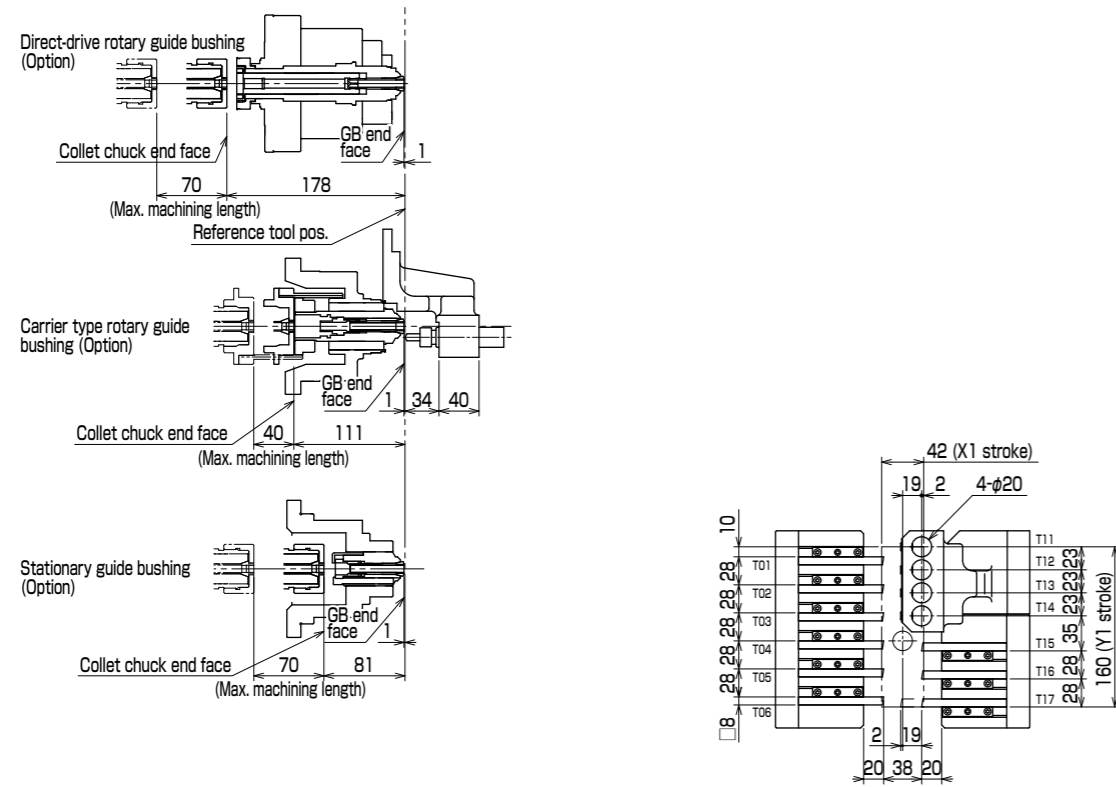 Direct-drive rotary guide bushing
(Option)
Collet chuck end face
GB end
face
1
70
178
(Max. machining length)
Reference tool pos.
Carrier type rotary guide
bushing (Option)
GB end
face
1
34
40
Collet chuck end face
40
111
(Max. machining length)
Stationary guide bushing
(Option)
GB end
face
1
Collet chuck end face
70
81
(Max. machining length)
42 (X1 stroke)
19
2
4-φ20
10
28
28
28
28
28
□8
T01
T02
T03
T04
T05
T06
T11
T12
T13
T14
T15
T16
T17
23
23
23
35
28
28
160 (Y1 stroke)
2
19
20
38
20